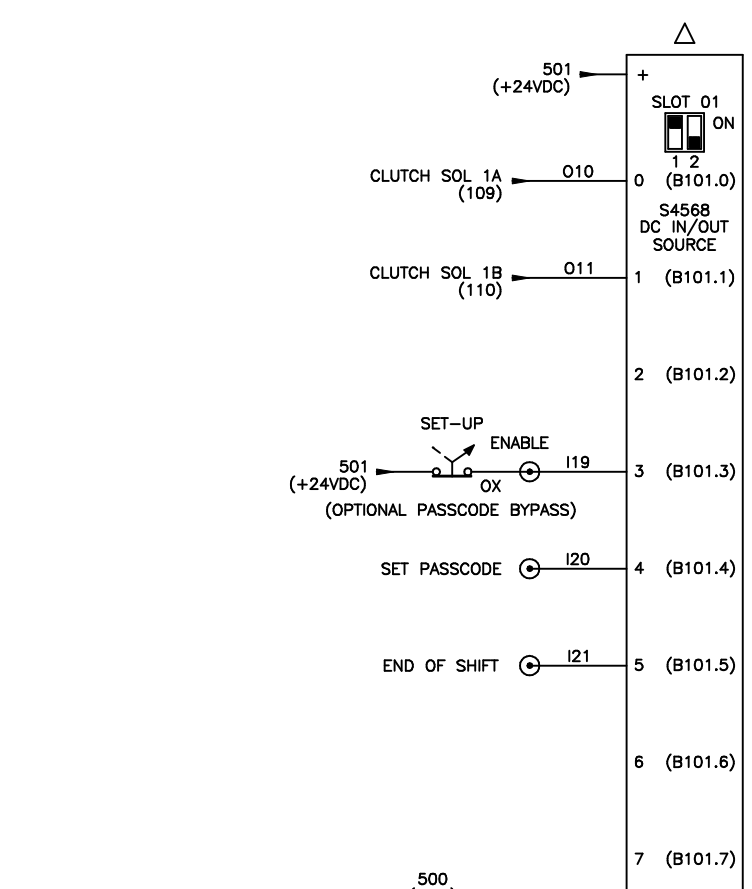 501
(+24VDC)
+
SLOT 01
ON
1 2
CLUTCH SOL 1A
(109)
O10
0 (B101.0)
S4568
DC IN/OUT
SOURCE
CLUTCH SOL 1B
(110)
O11
1 (B101.1)
2 (B101.2)
SET-UP
ENABLE
501
(+24VDC)
OX
I19
3 (B101.3)
(OPTIONAL PASSCODE BYPASS)
SET PASSCODE
I20
4 (B101.4)
END OF SHIFT
I21
5 (B101.5)
6 (B101.6)
7 (B101.7)
500